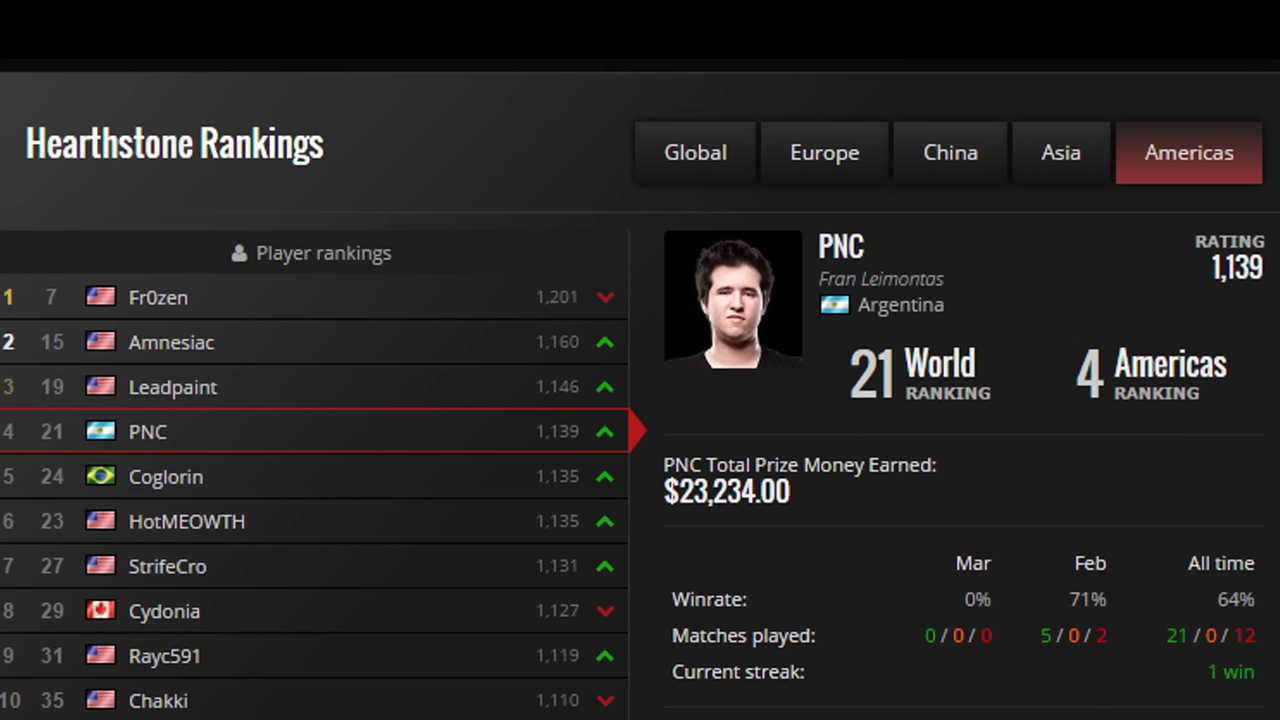 Hearthstone Rankings
Global Europe China Asia Americas
Player rankings
1 7 Fr0zen 1,201
2 15 Amnesiac 1,160
3 19 Leadpaint 1,146
4 21 PNC 1,139
5 24 Coglorin 1,135
6 23 HotMEOWTH 1,135
7 27 StrifeCro 1,131
8 29 Cydonia 1,127
9 31 Rayc591 1,119
10 35 Chakki 1,110
PNC
Fran Leimontas
Argentina
RATING
1,139
21 World RANKING
4 Americas RANKING
PNC Total Prize Money Earned:
$23,234.00
Mar Feb All time
Winrate: 0% 71% 64%
Matches played: 0 / 0 / 0 5 / 0 / 2 21 / 0 / 12
Current streak: 1 win